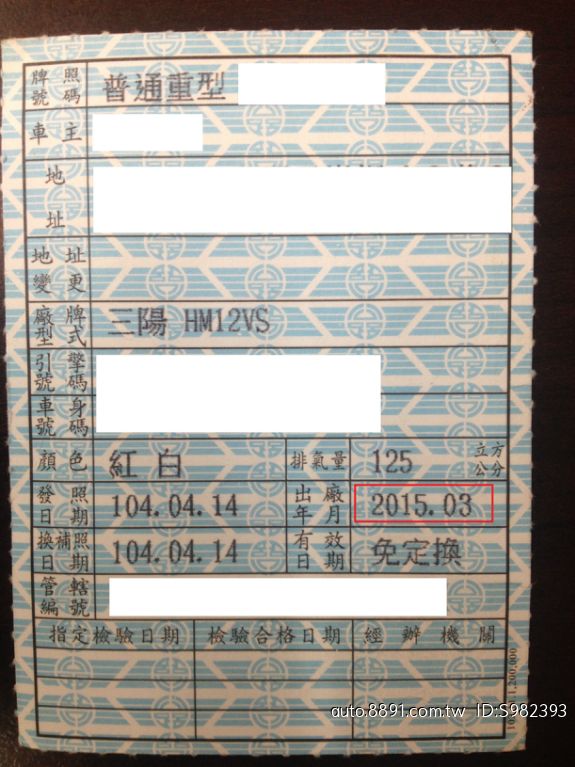 牌照號碼 普通重型
車主
地址
地址變更
廠牌型式 三陽 HM12VS
引擎號碼
車身號碼
顏色 紅白 排氣量 125 立方公分
發照日期 104.04.14 出廠年月 2015.03
換補照日期 104.04.14 有效日期 免定換
管轄編號
指定檢驗日期 檢驗合格日期 經辦機關
auto.8891.com.tw ID:S982393